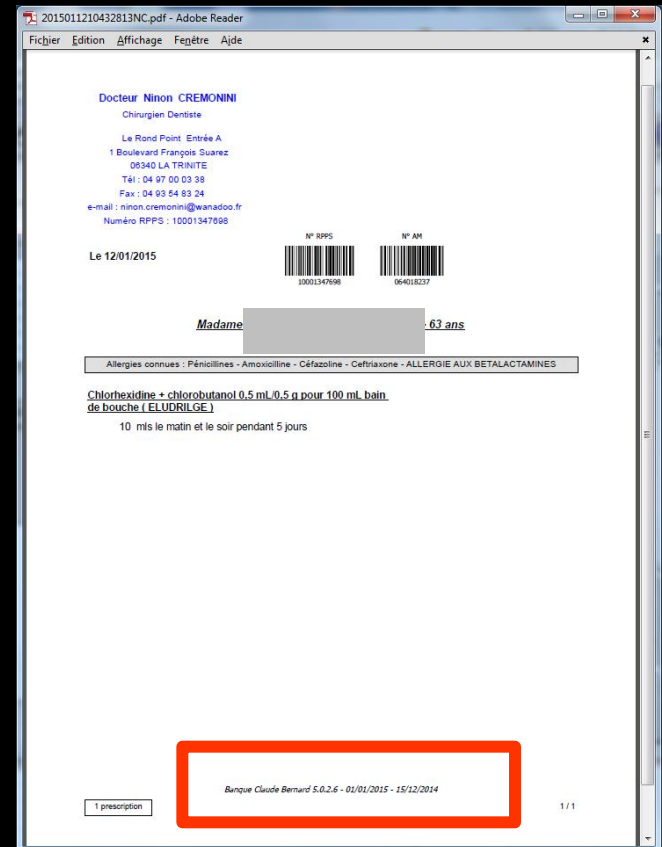 2015011210432813NC.pdf - Adobe Reader
Fichier Edition Affichage Fenêtre Ajde
Docteur Ninon CREMONINI
Chirurgien Dentiste
Le Rond Point Entrée A
1 Boulevard François Suarez
06340 LA TRINITE
Tél : 04 97 00 03 38
Fax : 04 93 54 83 24
e-mail : ninon.cremonini@wanadoo.fr
Numéro RPPS : 10001347698
N° RPPS N° AM
Le 12/01/2015
10001347698 064018237
Madame - 63 ans
Allergies connues : Pénicillines - Amoxicilline - Céfazoline - Ceftriaxone - ALLERGIE AUX BETALACTAMINES
Chlorhexidine + chlorobutanol 0,5 mL/0,5 g pour 100 mL bain
de bouche ( ELUDRILGE )
10 mls le matin et le soir pendant 5 jours
Banque Claude Bernard 5.0.2.6 - 01/01/2015 - 15/12/2014
1 prescription 1 / 1